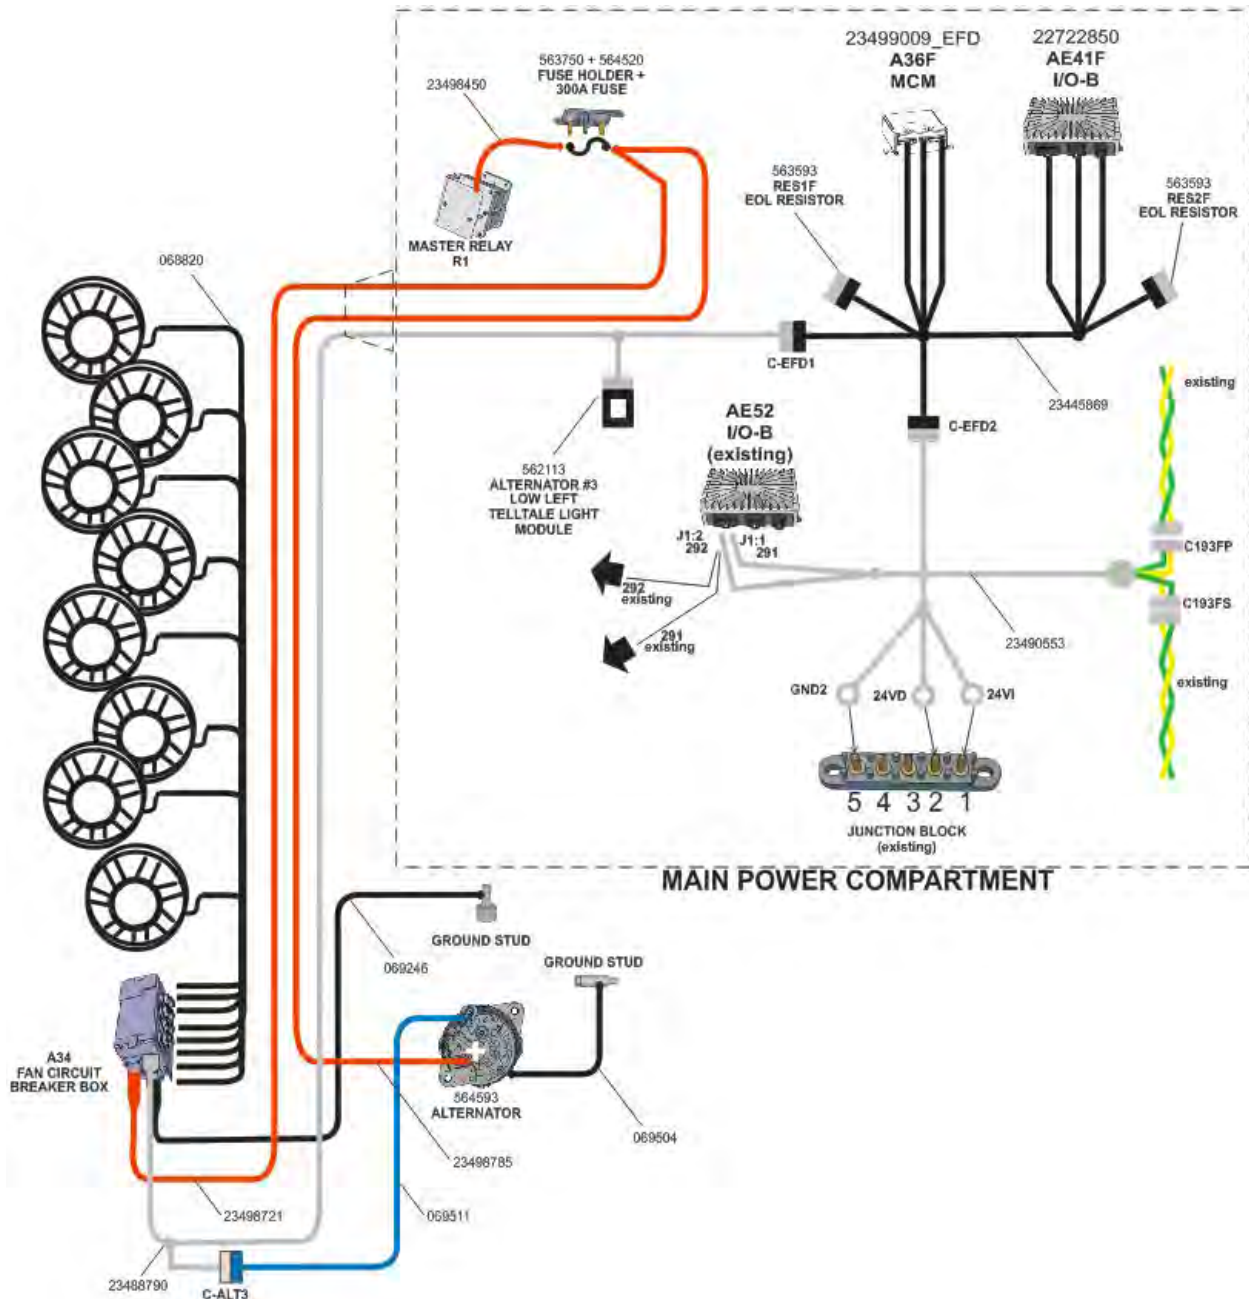 563750 + 564520
FUSE HOLDER +
300A FUSE
23498450
23499009_EFD
A36F
MCM
22722850
AE41F
I/O-B
563593
RES1F
EOL RESISTOR
563593
RES2F
EOL RESISTOR
MASTER RELAY
R1
068820
C-EFD1
23445869
existing
C-EFD2
AE52
I/O-B
(existing)
562113
ALTERNATOR #3
LOW LEFT
TELLTALE LIGHT
MODULE
J1:2
292
J1:1
291
C193FP
292
existing
C193FS
291
existing
23490553
existing
GND2
24VD
24VI
5 4 3 2 1
JUNCTION BLOCK
(existing)
MAIN POWER COMPARTMENT
GROUND STUD
069246
GROUND STUD
A34
FAN CIRCUIT
BREAKER BOX
564593
ALTERNATOR
069504
23498785
23498721
069511
23488790
C-ALT3